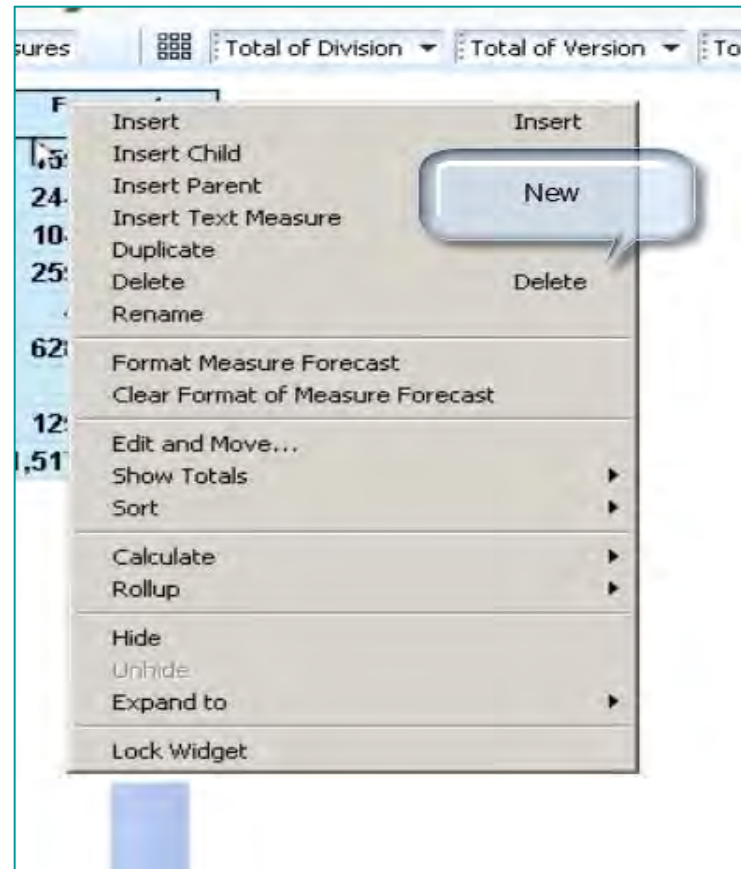 Total of Division Total of Version
Insert Insert
Insert Child
Insert Parent
New
Insert Text Measure
Duplicate
Delete Delete
Rename
Format Measure Forecast
Clear Format of Measure Forecast
Edit and Move...
Show Totals
Sort
Calculate
Rollup
Hide
Unhide
Expand to
Lock Widget